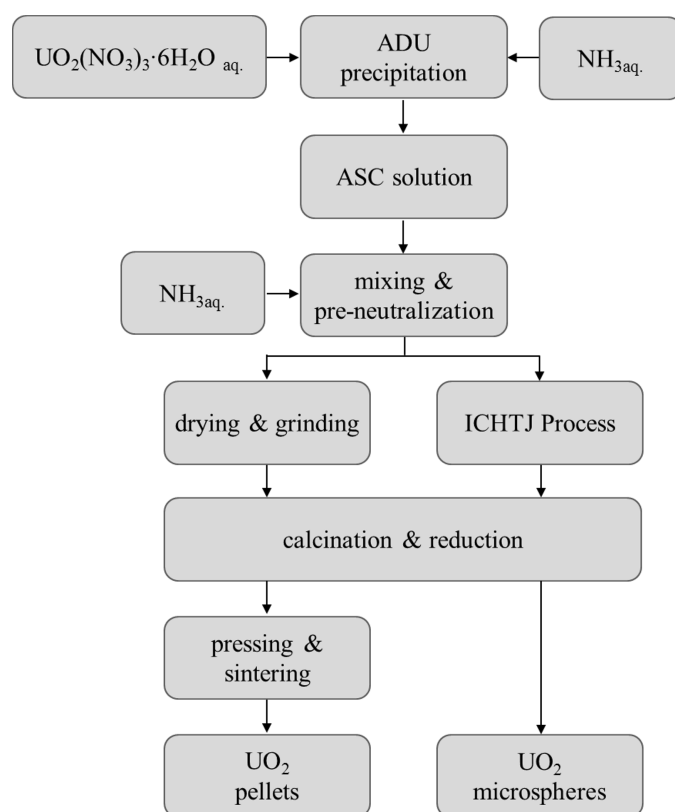 UO₂(NO₃)₃·6H₂O aq.
ADU
precipitation
NH₃aq.
ASC solution
NH₃aq.
mixing &
pre-neutralization
drying & grinding
ICHTJ Process
calcination & reduction
pressing &
sintering
UO₂
pellets
UO₂
microspheres